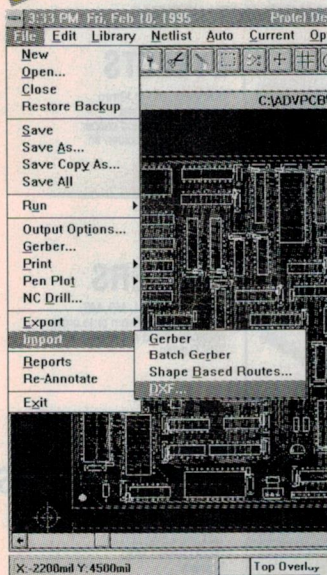 3:33 PM Fri, Feb 10, 1995 Protel De
File Edit Library Netlist Auto Current Op
New
Open...
Close
Restore Backup
C:\ADVPCB
Save
Save As...
Save Copy As...
Save All
Run
Output Options...
Gerber...
Print
Pen Plot
NC Drill...
Export
Import
Gerber
Batch Gerber
Shape Based Routes...
DXF...
Reports
Re-Annotate
Exit
X:-2200mil Y:4500mil Top Overlay